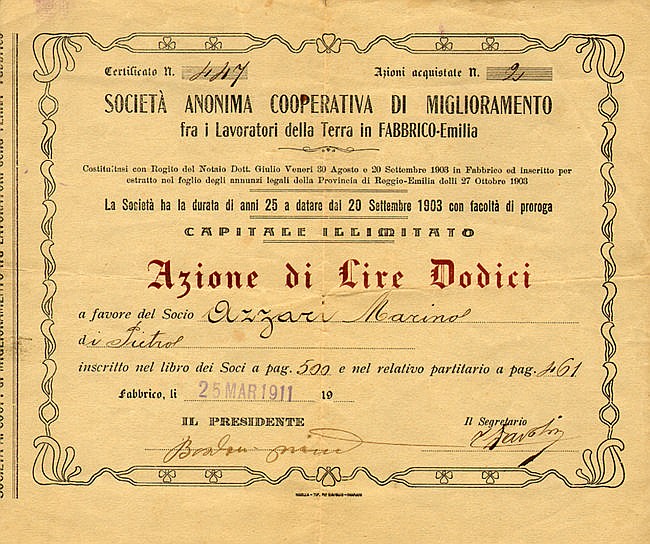 Certificato N. 447 Azioni acquistate N. 2
SOCIETÀ ANONIMA COOPERATIVA DI MIGLIORAMENTO
fra i Lavoratori della Terra in FABBRICO-Emilia
Costituitasi con Rogito del Notaio Dott. Giulio Veneri 30 Agosto e 20 Settembre 1903 in Fabbrico ed inscritto per
estratto nel foglio degli annunzi legali della Provincia di Reggio-Emilia delli 27 Ottobre 1903
La Società ha la durata di anni 25 a datare dal 20 Settembre 1903 con facoltà di proroga
CAPITALE ILLIMITATO
Azione di Lire Dodici
a favore del Socio Azzari Marino
di Pietro
inscritto nel libro dei Soci a pag. 500 e nel relativo partitario a pag. 461
Fabbrico, li 25 MAR 1911 19
IL PRESIDENTE Il Segretario